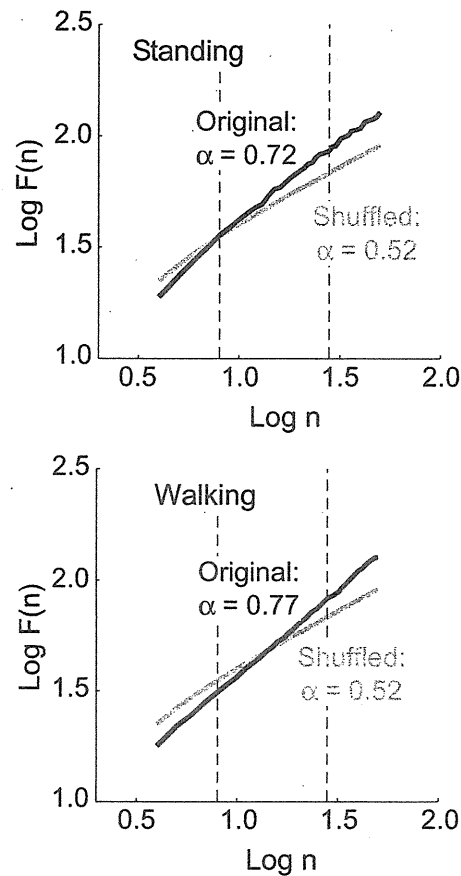 2.5
Standing
Original:
α = 0.72
2.0
Log F(n)
Shuffled:
α = 0.52
1.5
1.0
0.5 1.0 1.5 2.0
Log n
2.5
Walking
Original:
α = 0.77
2.0
Log F(n)
Shuffled:
α = 0.52
1.5
1.0
0.5 1.0 1.5 2.0
Log n